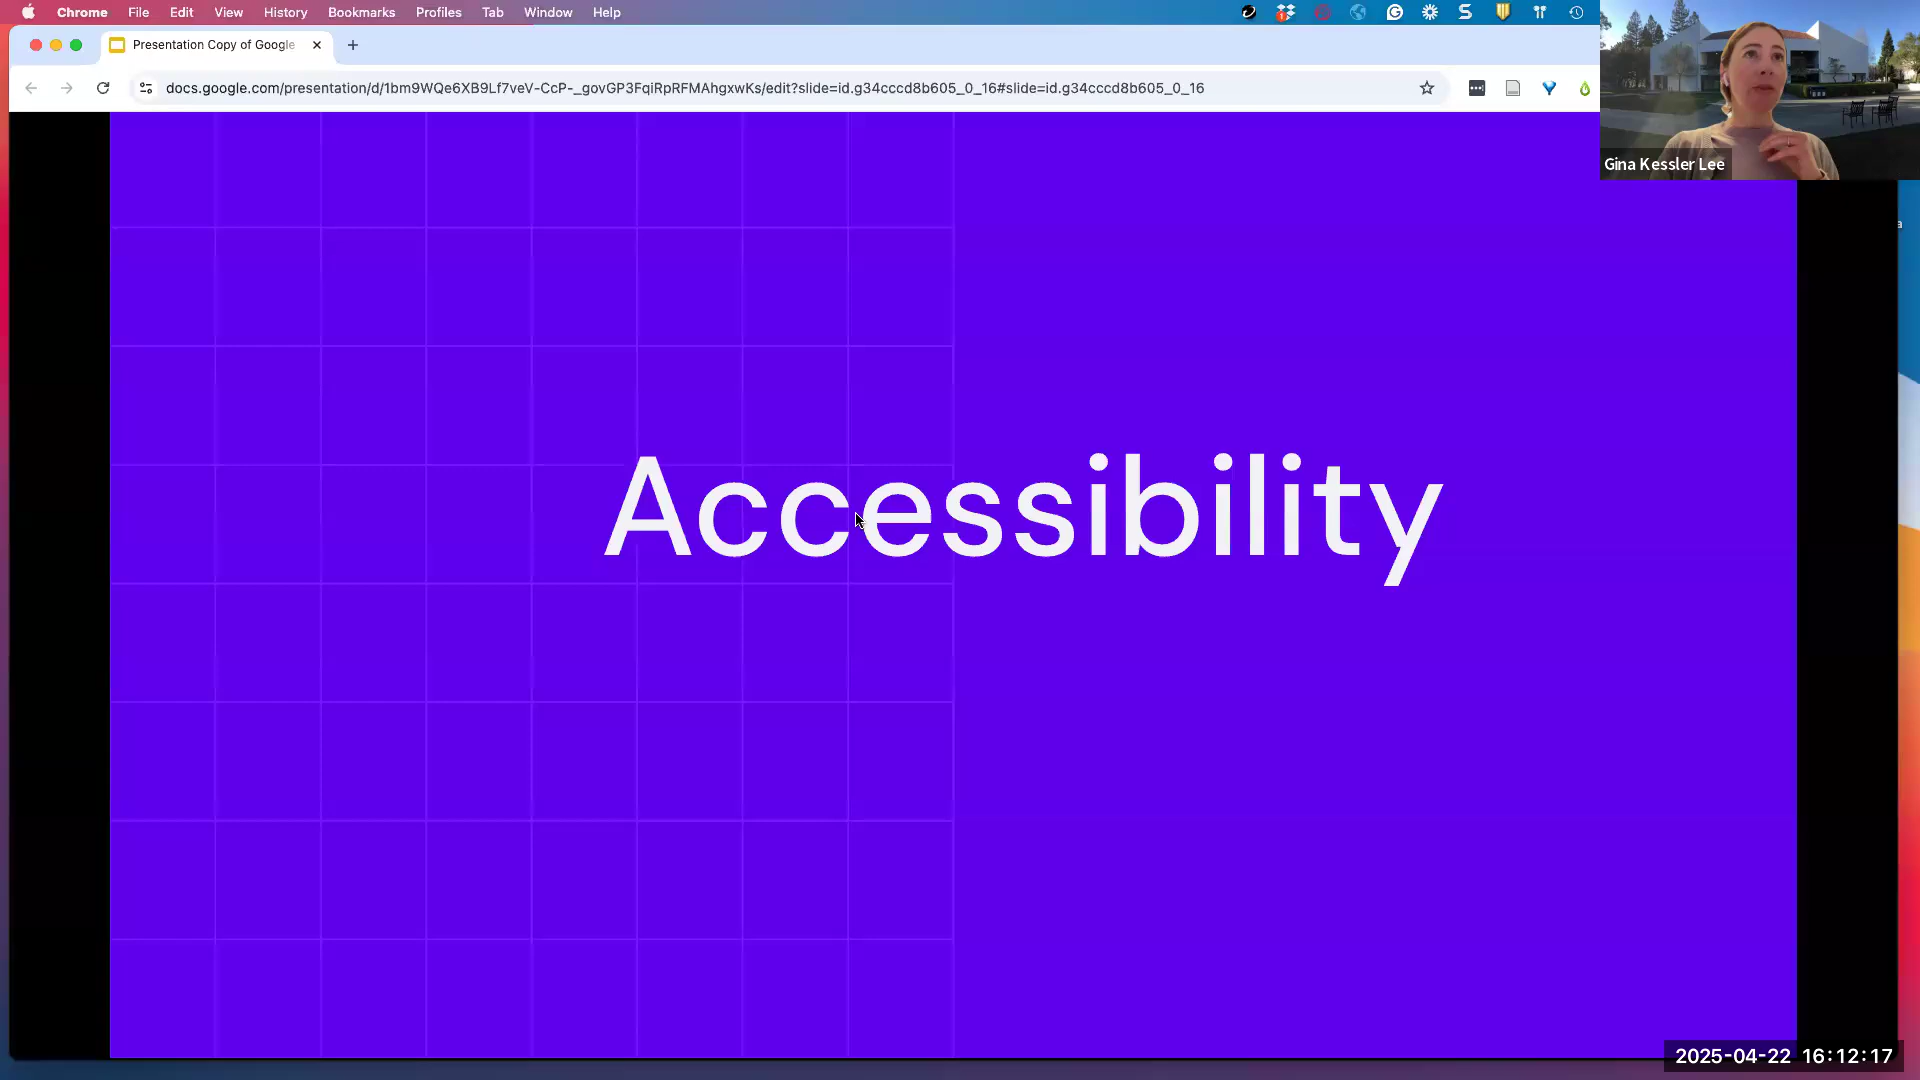 Chrome File Edit View History Bookmarks Profiles Tab Window Help
Presentation Copy of Google
docs.google.com/presentation/d/1bm9WQe6XB9Lf7veV-CcP-_govGP3FqiRpRFMAhgxwKs/edit?slide=id.g34cccd8b605_0_16#slide=id.g34cccd8b605_0_16
Gina Kessler Lee
a
Accessibility
2025-04-22 16:12:17